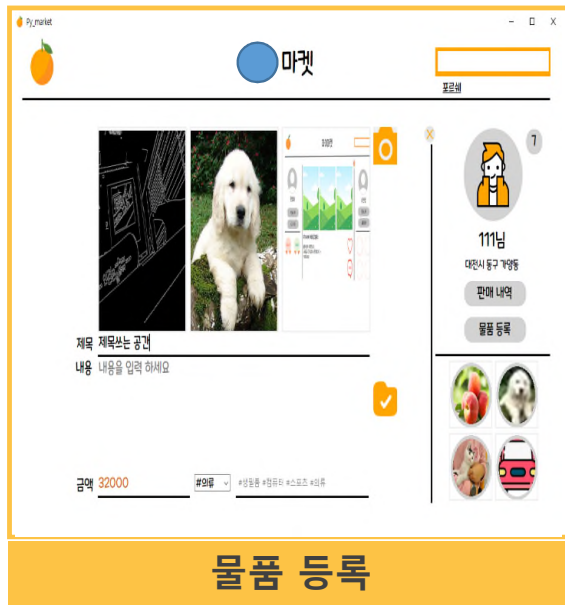 Py_market
마켓
포르쉐
7
111님
대전시 동구 가양동
판매 내역
물품 등록
제목 제목쓰는 공간
내용 내용을 입력 하세요
금액 32000 #의류 #생필품 #컴퓨터 #스포츠 #의류
물품 등록